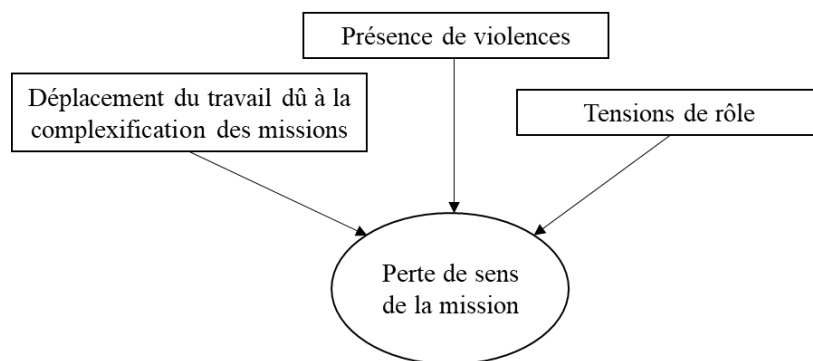 Présence de violences
Déplacement du travail dû à la
complexification des missions
Tensions de rôle
Perte de sens
de la mission